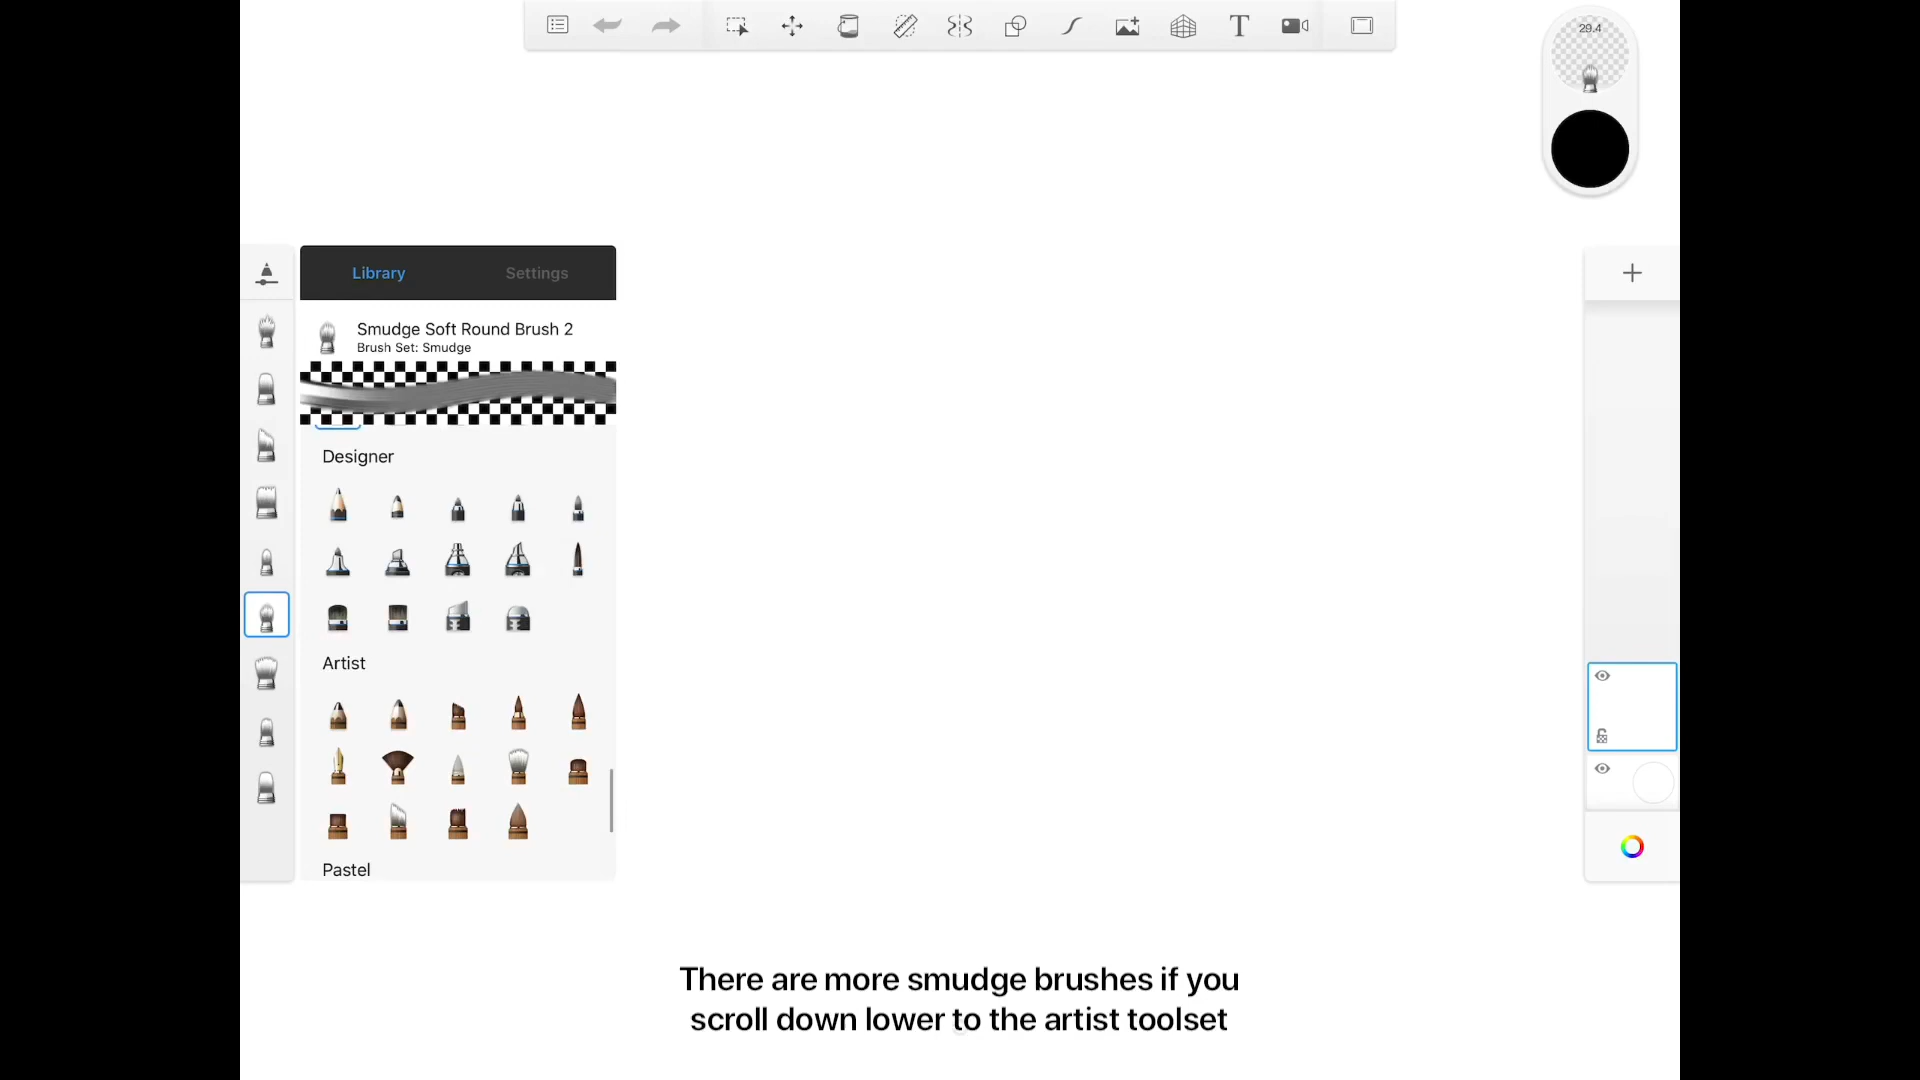 29.4
Library
Settings
Smudge Soft Round Brush 2
Brush Set: Smudge
Designer
Artist
Pastel
There are more smudge brushes if you
scroll down lower to the artist toolset